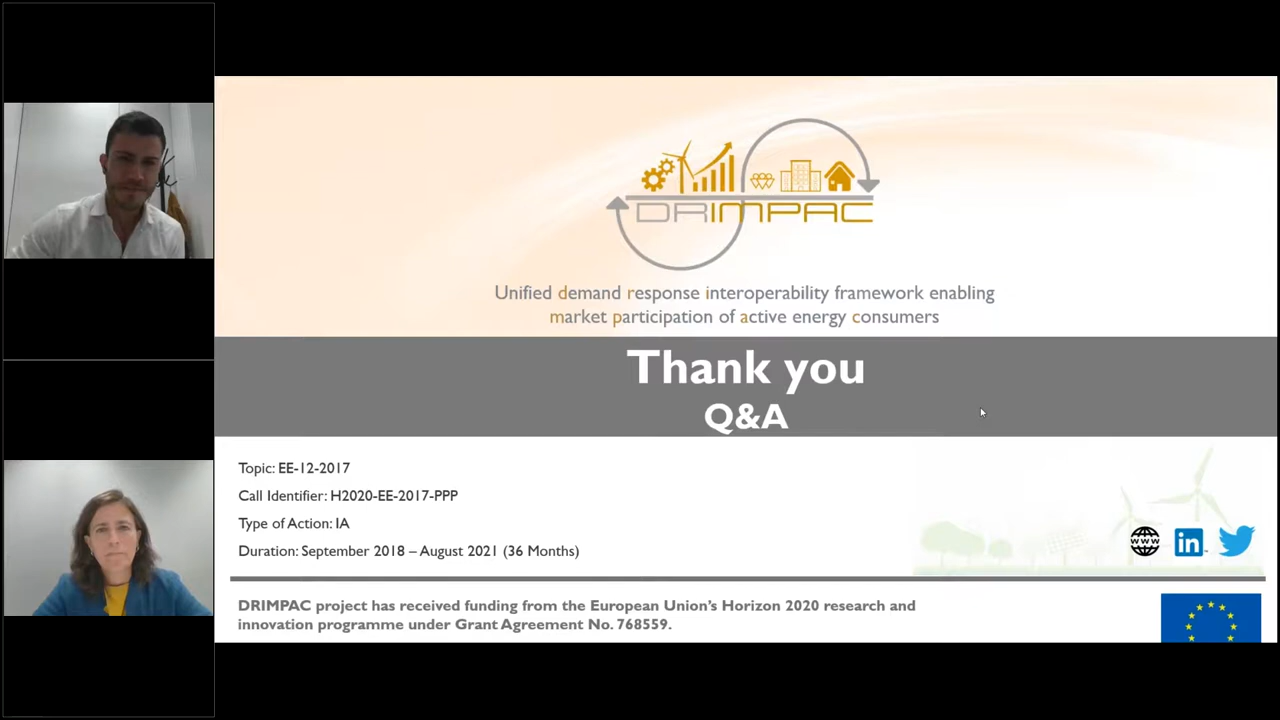 DRIMPAC
Unified demand response interoperability framework enabling
market participation of active energy consumers
Thank you
Q&A
Topic: EE-12-2017
Call Identifier: H2020-EE-2017-PPP
Type of Action: IA
Duration: September 2018 – August 2021 (36 Months)
WWW
in
DRIMPAC project has received funding from the European Union's Horizon 2020 research and
innovation programme under Grant Agreement No. 768559.